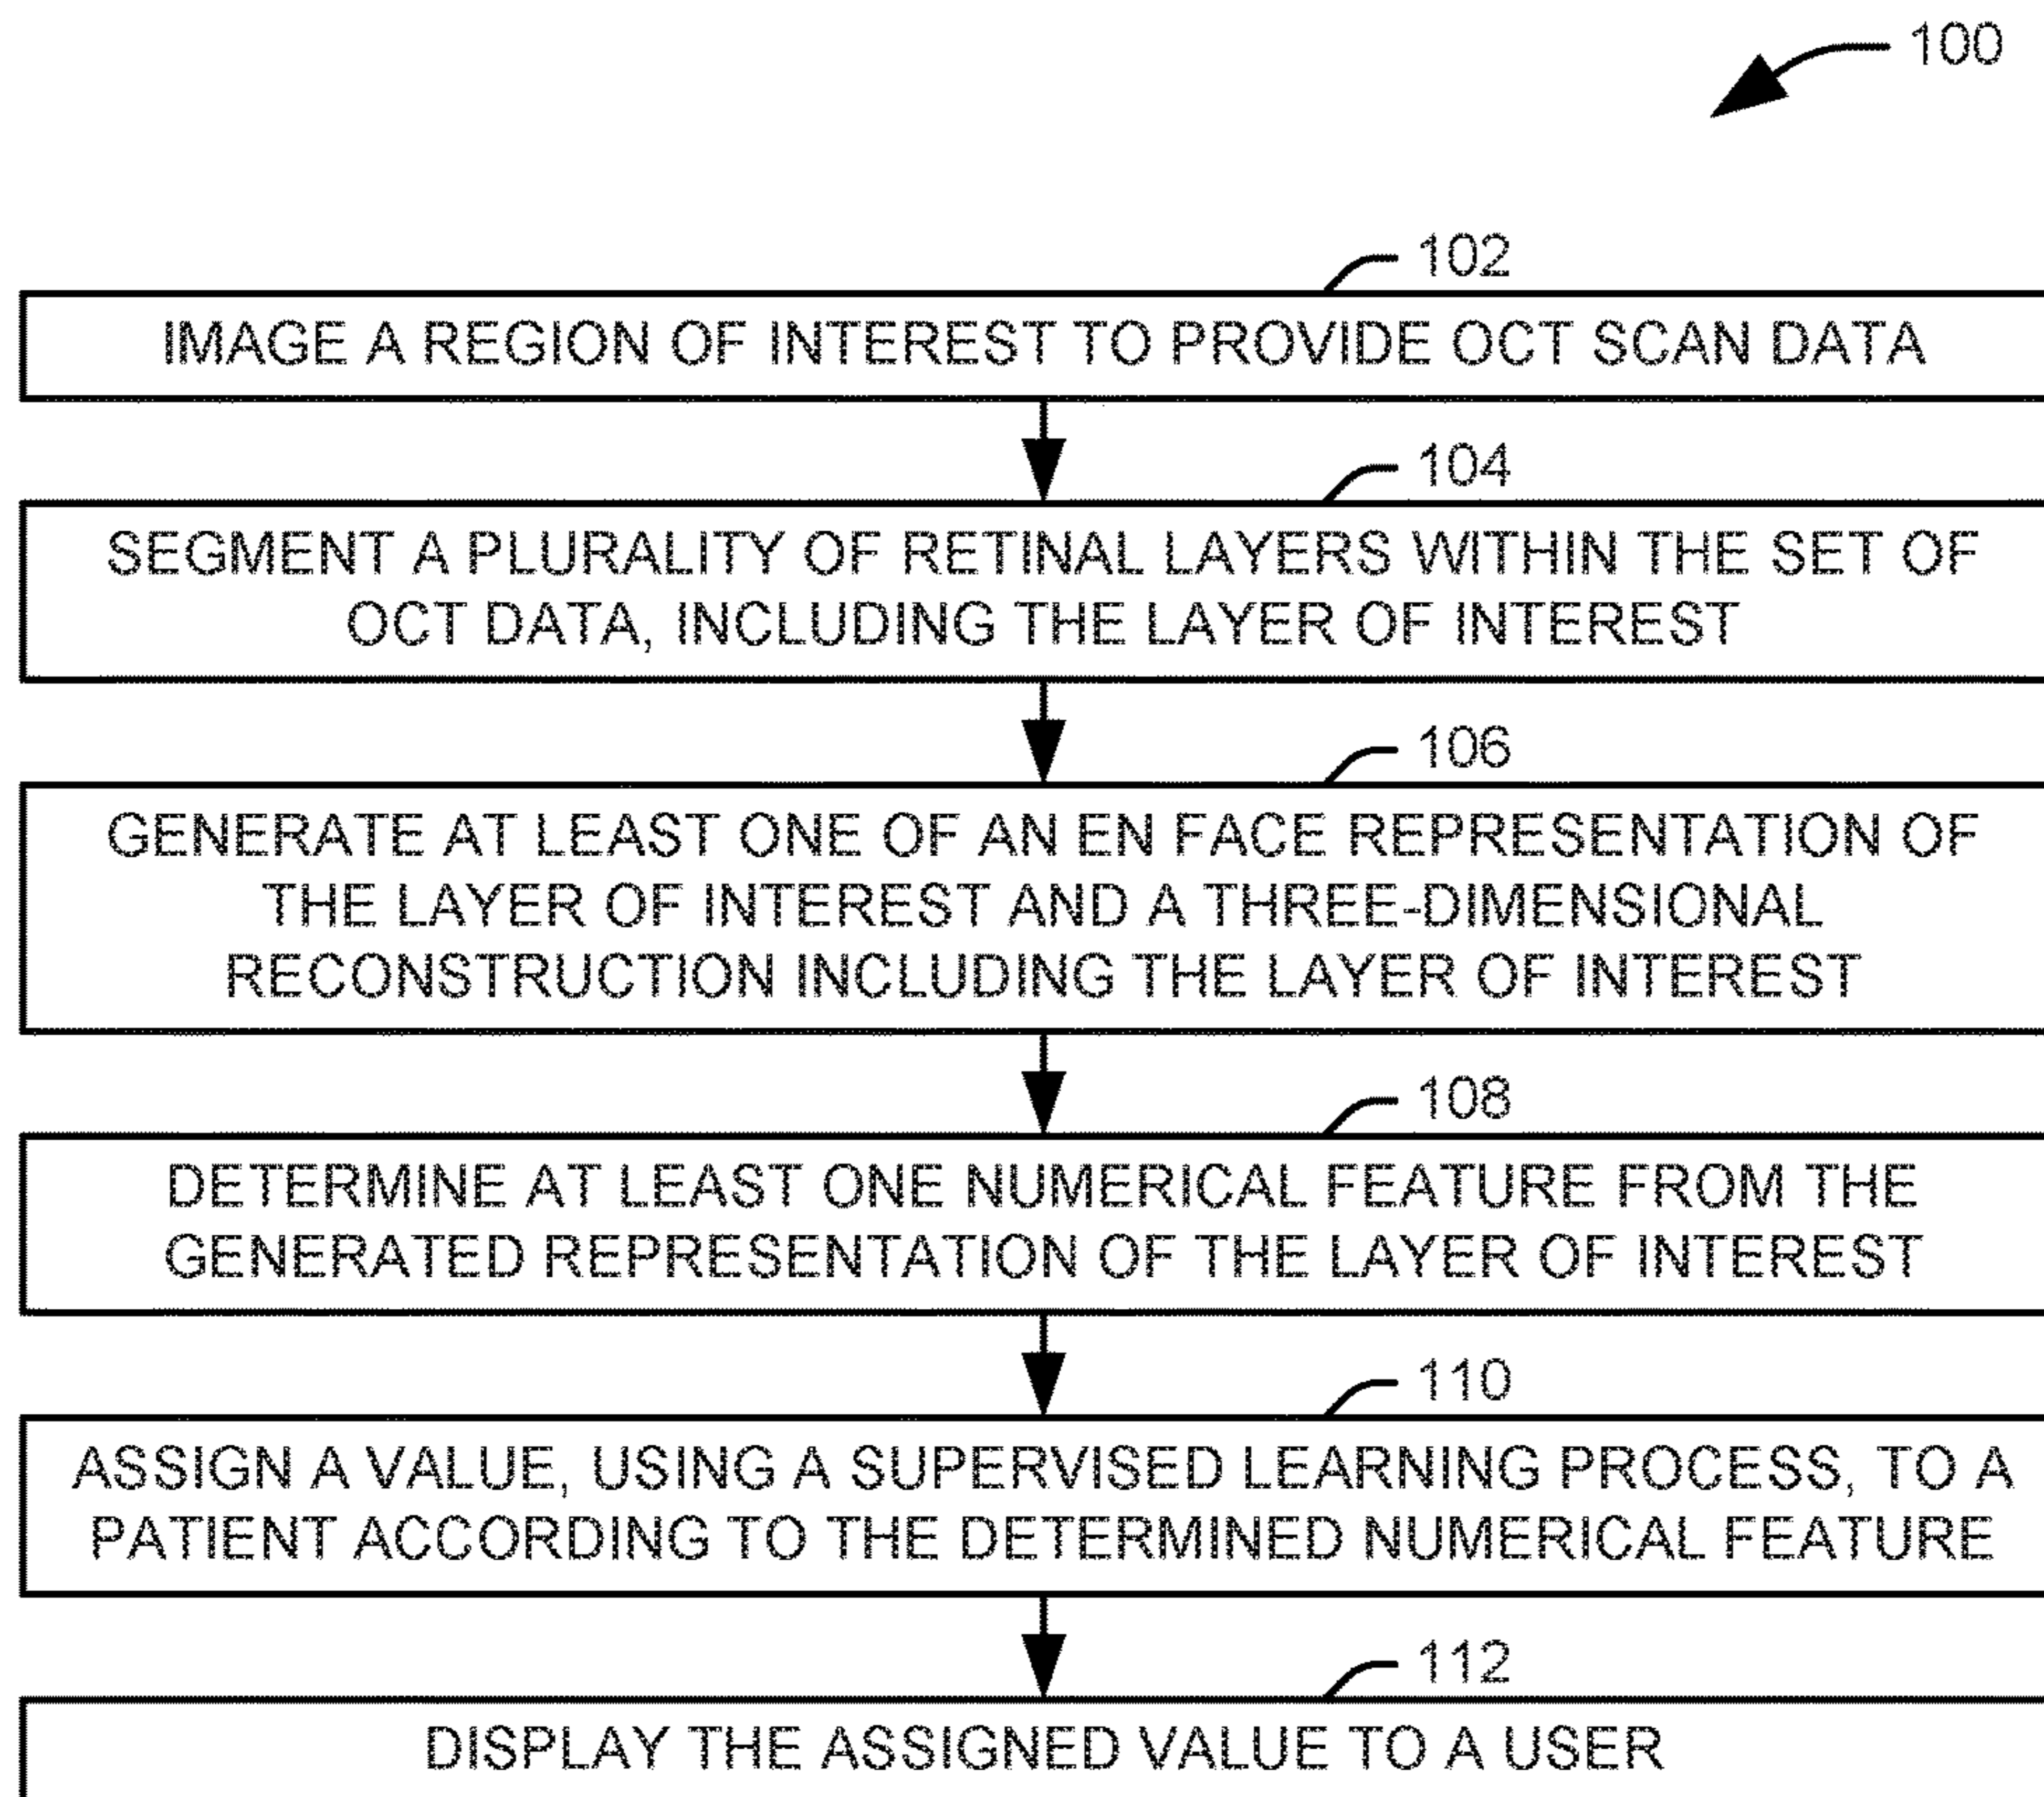 100
102
IMAGE A REGION OF INTEREST TO PROVIDE OCT SCAN DATA
104
SEGMENT A PLURALITY OF RETINAL LAYERS WITHIN THE SET OF
OCT DATA, INCLUDING THE LAYER OF INTEREST
106
GENERATE AT LEAST ONE OF AN EN FACE REPRESENTATION OF
THE LAYER OF INTEREST AND A THREE-DIMENSIONAL
RECONSTRUCTION INCLUDING THE LAYER OF INTEREST
108
DETERMINE AT LEAST ONE NUMERICAL FEATURE FROM THE
GENERATED REPRESENTATION OF THE LAYER OF INTEREST
110
ASSIGN A VALUE, USING A SUPERVISED LEARNING PROCESS, TO A
PATIENT ACCORDING TO THE DETERMINED NUMERICAL FEATURE
112
DISPLAY THE ASSIGNED VALUE TO A USER